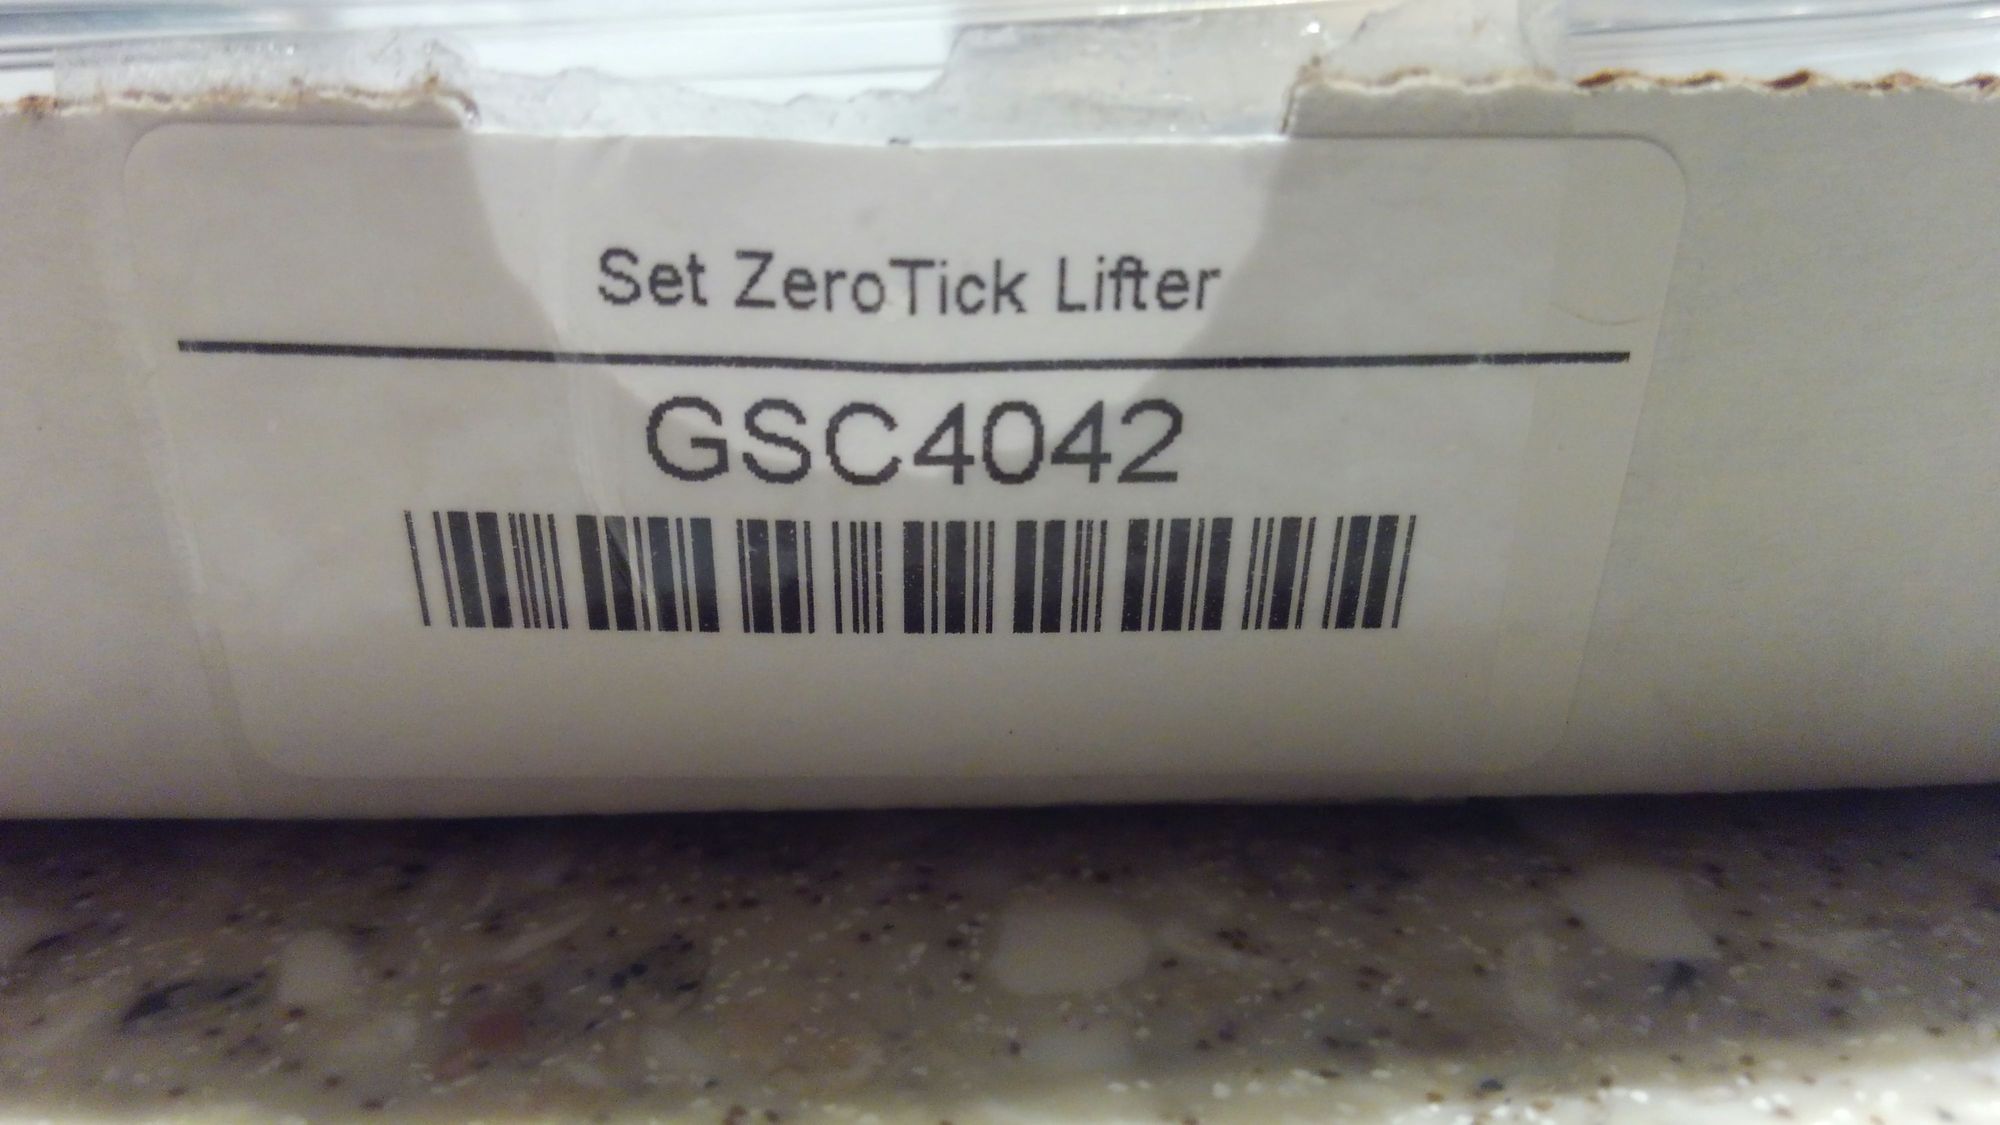 Set ZeroTick Lifter
GSC4042